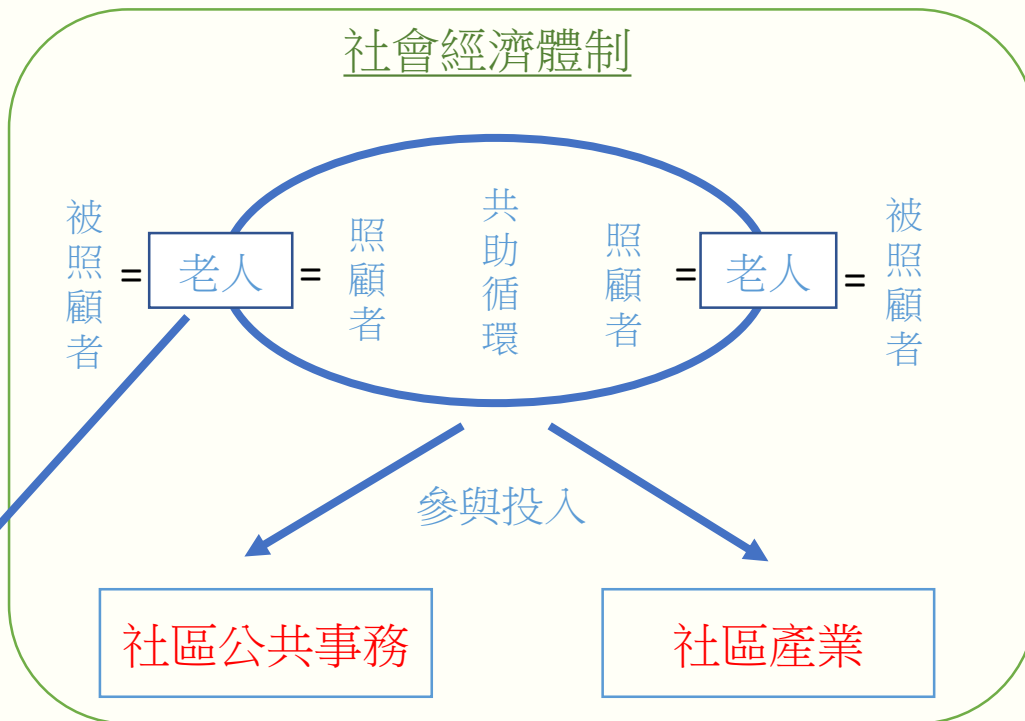 社會經濟體制
被照顧者
=
老人
=
照顧者
共助循環
照顧者
=
老人
=
被照顧者
參與投入
社區公共事務
社區產業